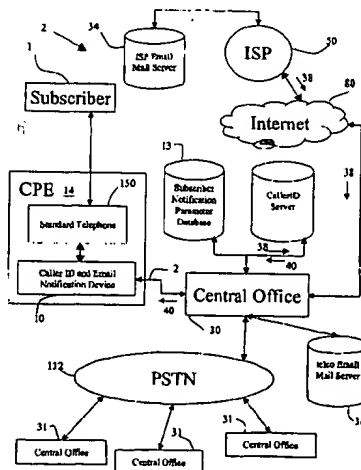 2
34
1
ISP Email
Mail Server
ISP
50
38
Subscriber
80
Internet
13
38
CPE 14
150
Subscriber
Notification
Parameter
Database
CallerID
Server
Standard Telephone
38
40
Caller ID and Email
Notification Device
2
Central Office
10
40
30
112
PSTN
telco Email
Mail Server
31
31
31
Central Office
Central Office
Central Office